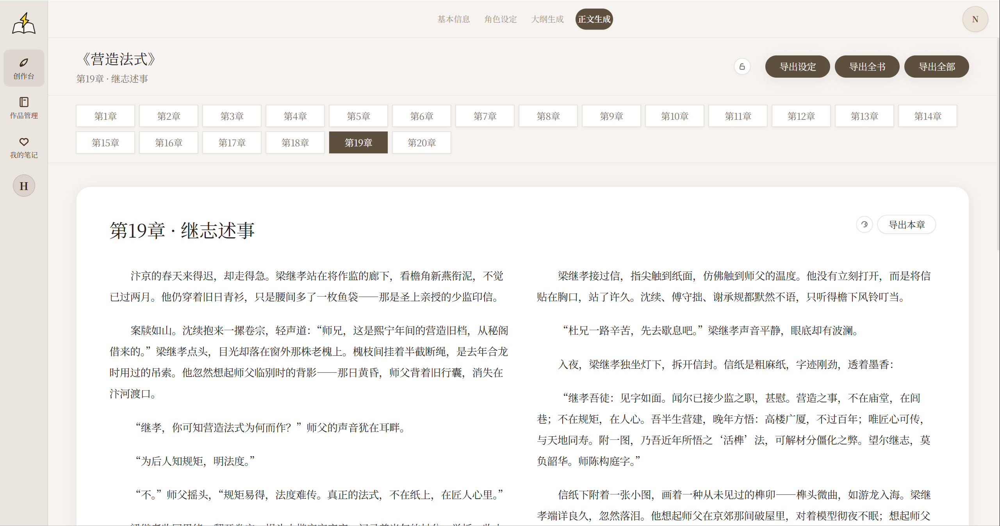 基本信息 角色设定 大纲生成 正文生成
N
创作台
作品管理
我的笔记
H
《营造法式》
第19章 · 继志述事
导出设定 导出全书 导出全部
第1章 第2章 第3章 第4章 第5章 第6章 第7章 第8章 第9章 第10章 第11章 第12章 第13章 第14章
第15章 第16章 第17章 第18章 第19章 第20章
第19章 · 继志述事
导出本章
汴京的春天来得迟，却走得急。梁继孝站在将作监的廊下，看檐角新燕衔泥，不觉
已过两月。他仍穿着旧日青衫，只是腰间多了一枚鱼袋——那是圣上亲授的少监印信。
案牍如山。沈续抱来一摞卷宗，轻声道：“师兄，这是熙宁年间的营造旧档，从秘阁
借来的。”梁继孝点头，目光却落在窗外那株老槐上。槐枝间挂着半截断绳，是去年合龙
时用过的吊索。他忽然想起师父临别时的背影——那日黄昏，师父背着旧行囊，消失在
汴河渡口。
“继孝，你可知营造法式为何而作？”师父的声音犹在耳畔。
“为后人知规矩，明法度。”
“不。”师父摇头，“规矩易得，法度难传。真正的法式，不在纸上，在匠人心里。”
梁继孝接过信，指尖触到纸面，仿佛触到师父的温度。他没有立刻打开，而是将信
贴在胸口，站了许久。沈续、傅守拙、谢承规都默然不语，只听得檐下风铃叮当。
“杜兄一路辛苦，先去歇息吧。”梁继孝声音平静，眼底却有波澜。
入夜，梁继孝独坐灯下，拆开信封。信纸是粗麻纸，字迹刚劲，透着墨香：
“继孝吾徒：见字如面。闻尔已接少监之职，甚慰。营造之事，不在庙堂，在闾
巷；不在规矩，在人心。吾半生营建，晚年方悟：高楼广厦，不过百年；唯匠心可传，
与天地同寿。附一图，乃吾近年所悟之‘活榫’法，可解材分僵化之弊。望尔继志，莫
负韶华。师陈构庭字。”
信纸下附着一张小图，画着一种从未见过的榫卯——榫头微曲，如游龙入海。梁继
孝端详良久，忽然落泪。他想起师父在京郊那间破屋里，对着模型彻夜不眠；想起师父